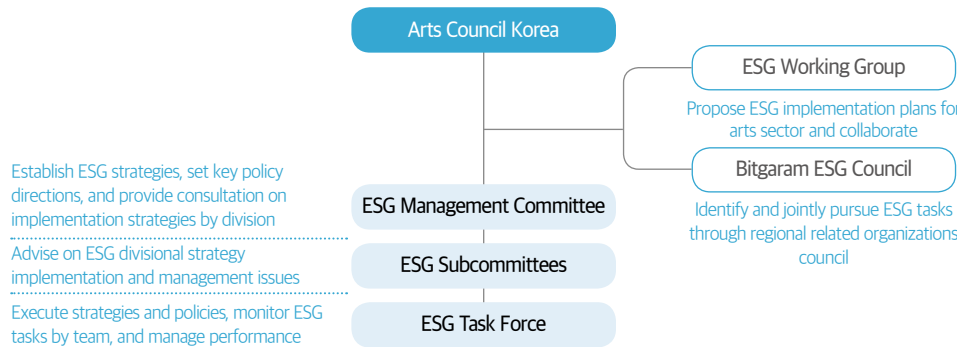 Arts Council Korea
ESG Working Group
Propose ESG implementation plans for
arts sector and collaborate
Bitgaram ESG Council
Identify and jointly pursue ESG tasks
through regional related organizations
council
Establish ESG strategies, set key policy
directions, and provide consultation on
implementation strategies by division
ESG Management Committee
Advise on ESG divisional strategy
implementation and management issues
ESG Subcommittees
Execute strategies and policies, monitor ESG
tasks by team, and manage performance
ESG Task Force